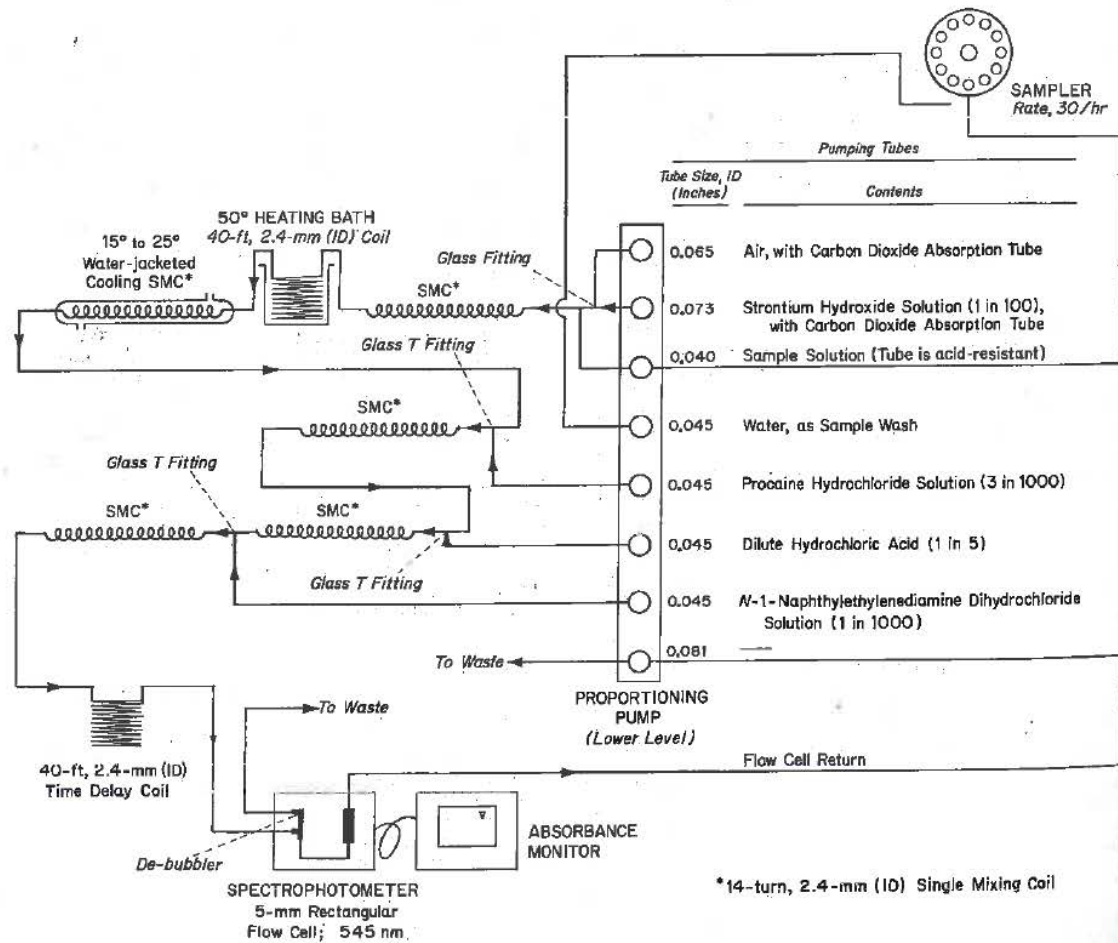 SAMPLER
Rate, 30/hr
Pumping Tubes
Tube Size, ID
(Inches)
Contents
50° HEATING BATH
40-ft, 2.4-mm (ID) Coil
15° to 25°
Water-jacketed
Cooling SMC*
Glass Fitting
SMC*
0.065 Air, with Carbon Dioxide Absorption Tube
0.073 Strontium Hydroxide Solution (1 in 100),
with Carbon Dioxide Absorption Tube
0.040 Sample Solution (Tube is acid-resistant)
Glass T Fitting
SMC*
0.045 Water, as Sample Wash
Glass T Fitting
0.045 Procaine Hydrochloride Solution (3 in 1000)
SMC*
SMC*
0.045 Dilute Hydrochloric Acid (1 in 5)
Glass T Fitting
0.045 N-1-Naphthylethylenediamine Dihydrochloride
Solution (1 in 1000)
To Waste
0.081
PROPORTIONING
PUMP
(Lower Level)
To Waste
40-ft, 2.4-mm (ID)
Time Delay Coil
Flow Cell Return
De-bubbler
ABSORBANCE
MONITOR
SPECTROPHOTOMETER
5-mm Rectangular
Flow Cell; 545 nm
*14-turn, 2.4-mm (ID) Single Mixing Coil